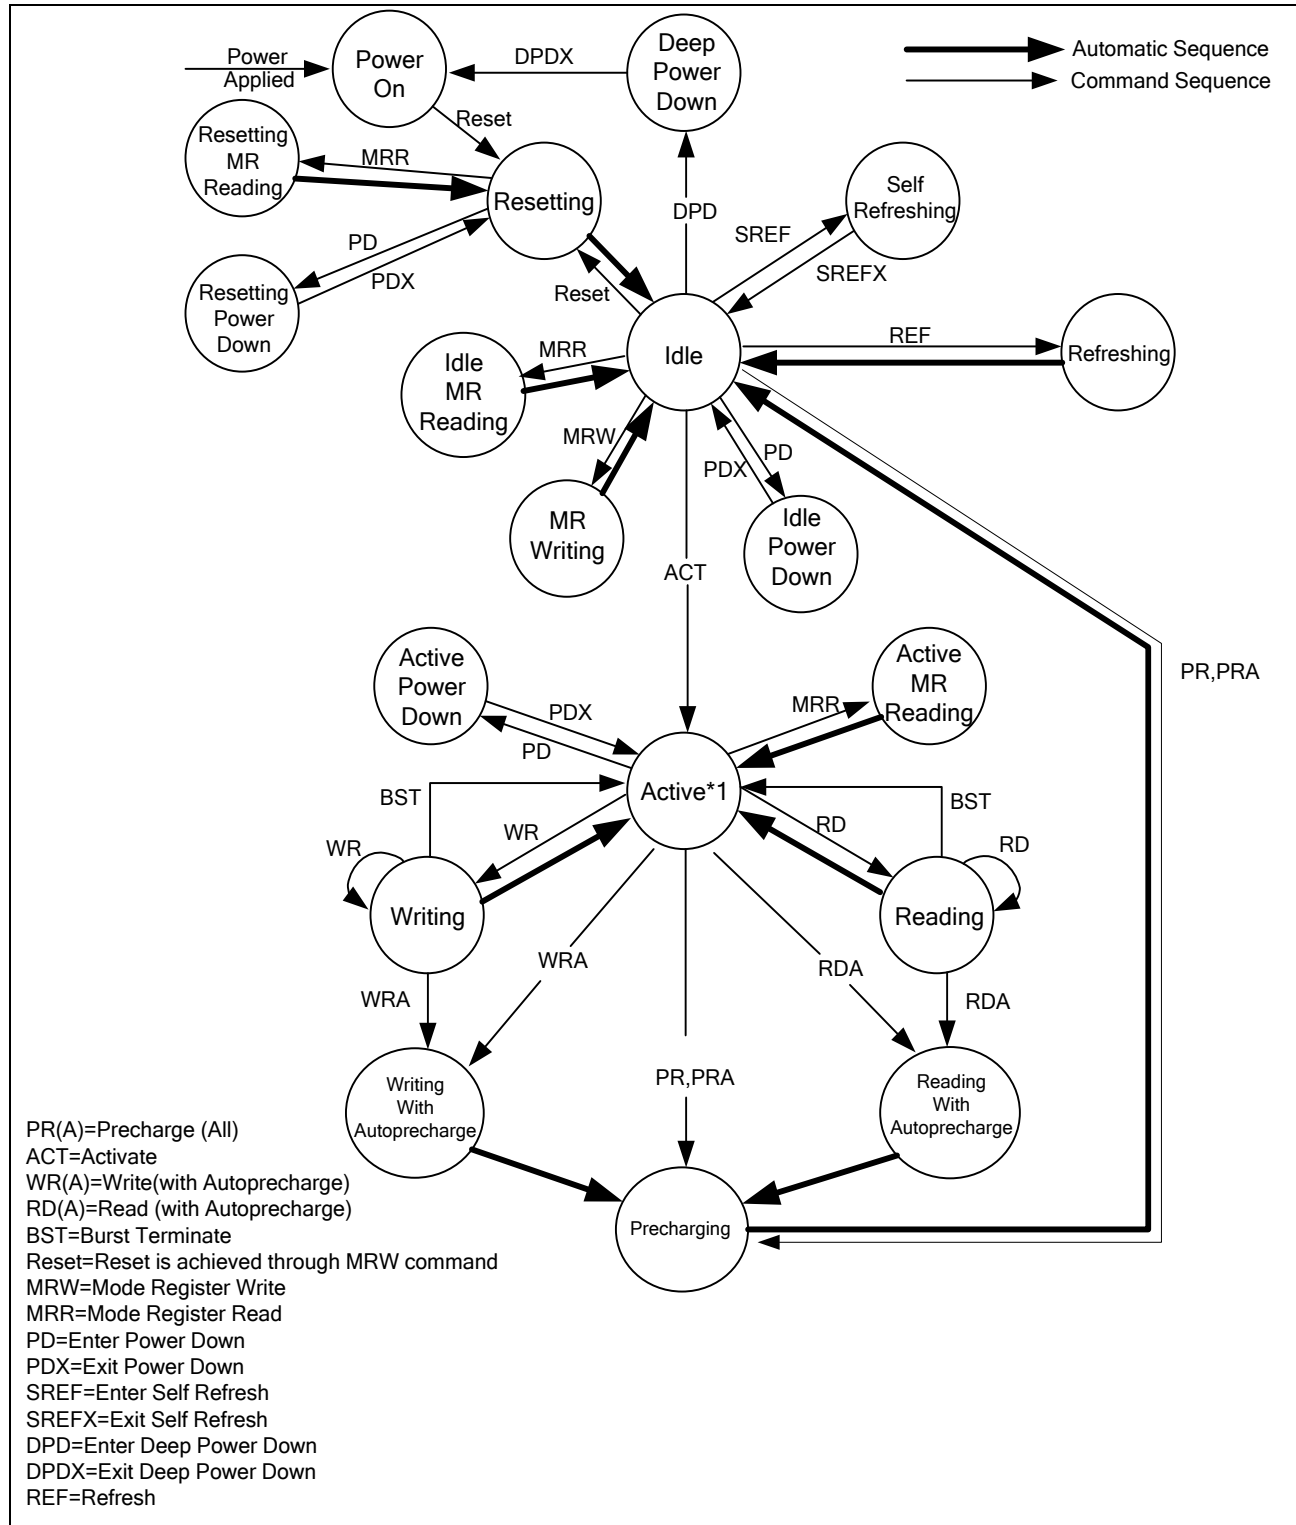 Power
Applied
Power
On
DPDX
Deep
Power
Down
Automatic Sequence
Command Sequence
Reset
Resetting
MR
Reading
MRR
Resetting
Self
Refreshing
DPD
SREF
SREFX
PD
PDX
Resetting
Power
Down
Reset
Idle
REF
Refreshing
MRR
Idle
MR
Reading
MRW
PD
PDX
MR
Writing
Idle
Power
Down
ACT
PR,PRA
Active
Power
Down
PDX
PD
MRR
Active
MR
Reading
Active*1
BST
BST
WR
RD
WR
RD
Writing
Reading
WRA
RDA
WRA
RDA
Writing
With
Autoprecharge
PR,PRA
Reading
With
Autoprecharge
Precharging
PR(A)=Precharge (All)
ACT=Activate
WR(A)=Write(with Autoprecharge)
RD(A)=Read (with Autoprecharge)
BST=Burst Terminate
Reset=Reset is achieved through MRW command
MRW=Mode Register Write
MRR=Mode Register Read
PD=Enter Power Down
PDX=Exit Power Down
SREF=Enter Self Refresh
SREFX=Exit Self Refresh
DPD=Enter Deep Power Down
DPDX=Exit Deep Power Down
REF=Refresh